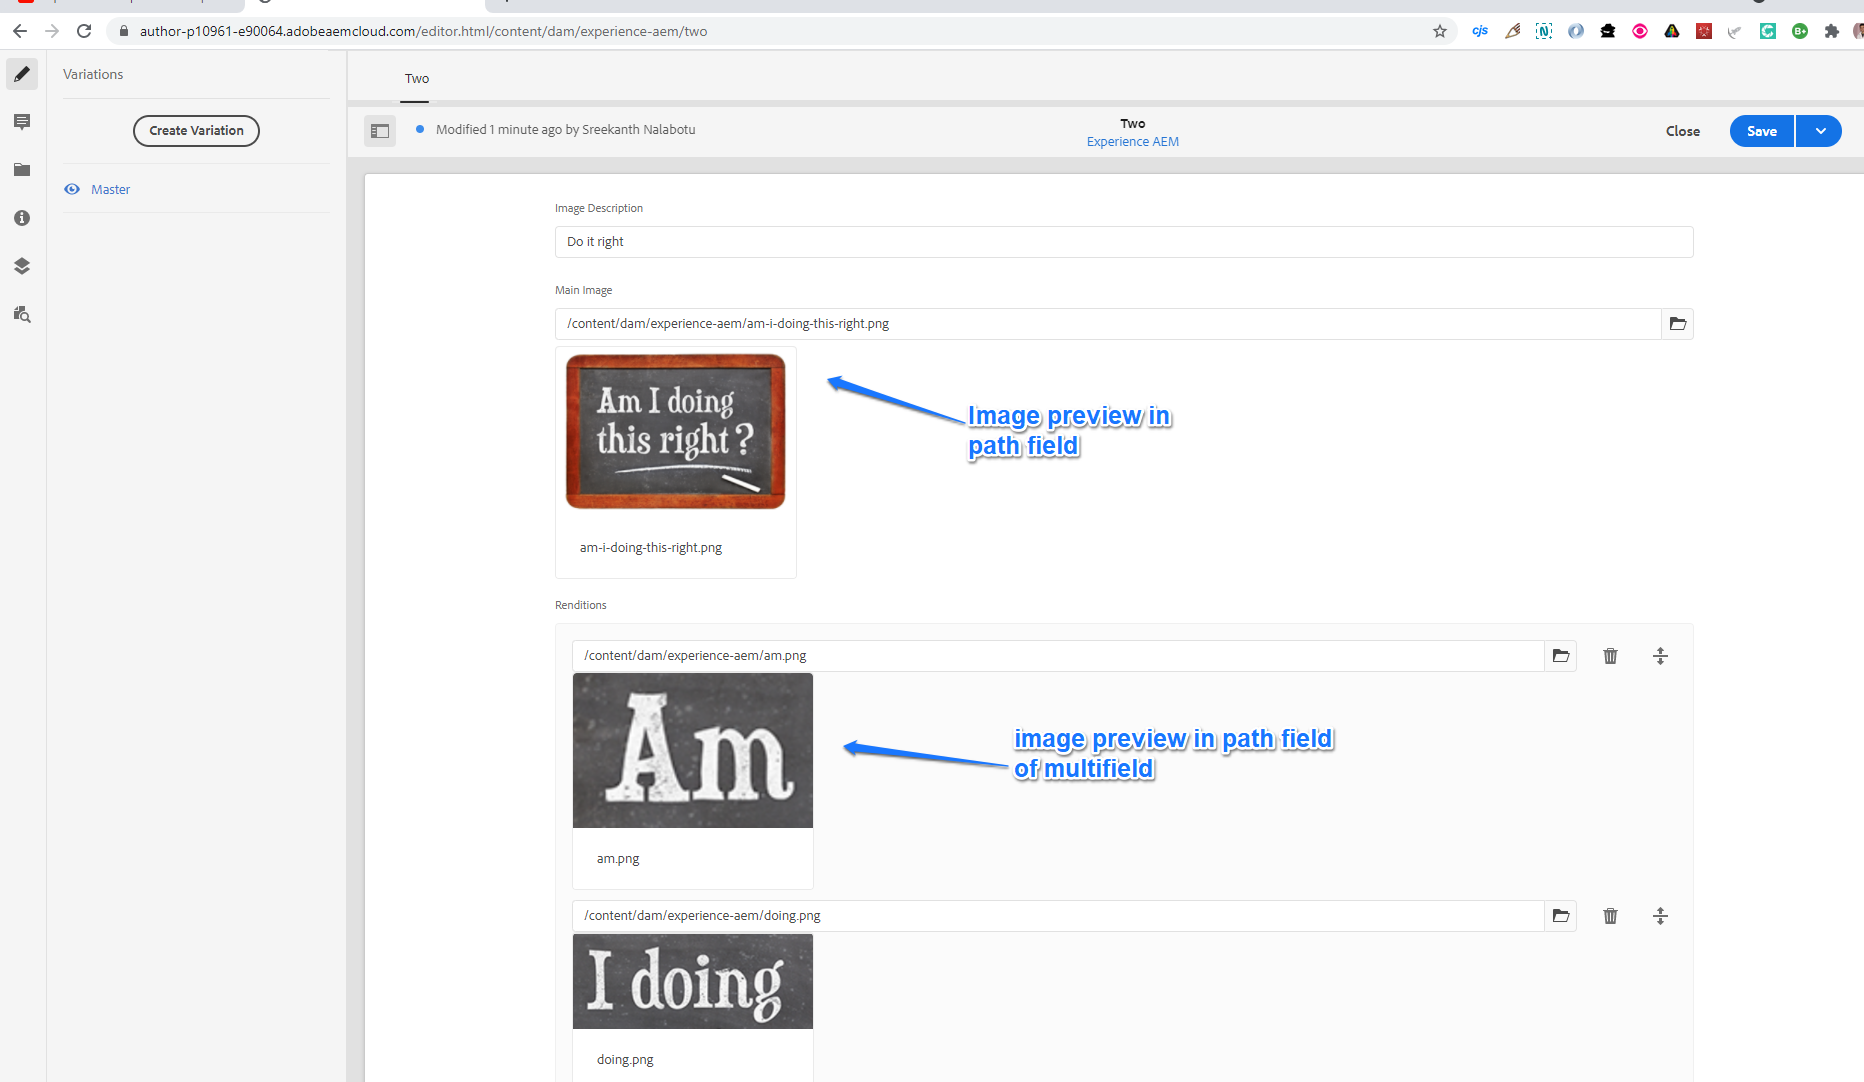 author-p10961-e90064.adobeaemcloud.com/editor.html/content/dam/experience-aem/two
cjs
N
B+
Variations
Two
Create Variation
Modified 1 minute ago by Sreekanth Nalabotu
Two
Experience AEM
Close
Save
Master
Image Description
Do it right
Main Image
/content/dam/experience-aem/am-i-doing-this-right.png
Am I doing
this right?
Image preview in
path field
am-i-doing-this-right.png
Renditions
/content/dam/experience-aem/am.png
Am
image preview in path field
of multifield
am.png
/content/dam/experience-aem/doing.png
I doing
doing.png